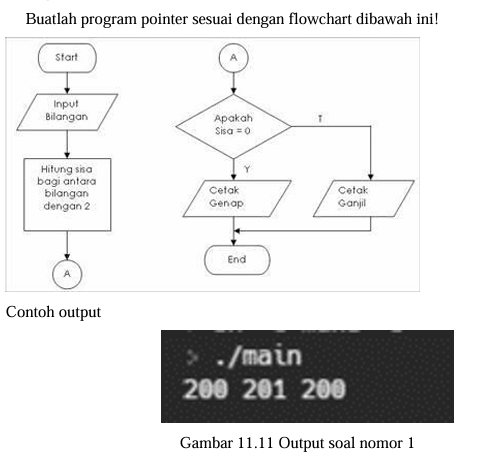 Buatlah program pointer sesuai dengan flowchart dibawah ini!
Start
Input
Bilangan
Hitung sisa
bagi antara
bilangan
dengan 2
A
A
Apakah
Sisa = 0
T
Y
Cetak
Genap
Cetak
Ganjil
End
Contoh output
> ./main
200 201 200
Gambar 11.11 Output soal nomor 1